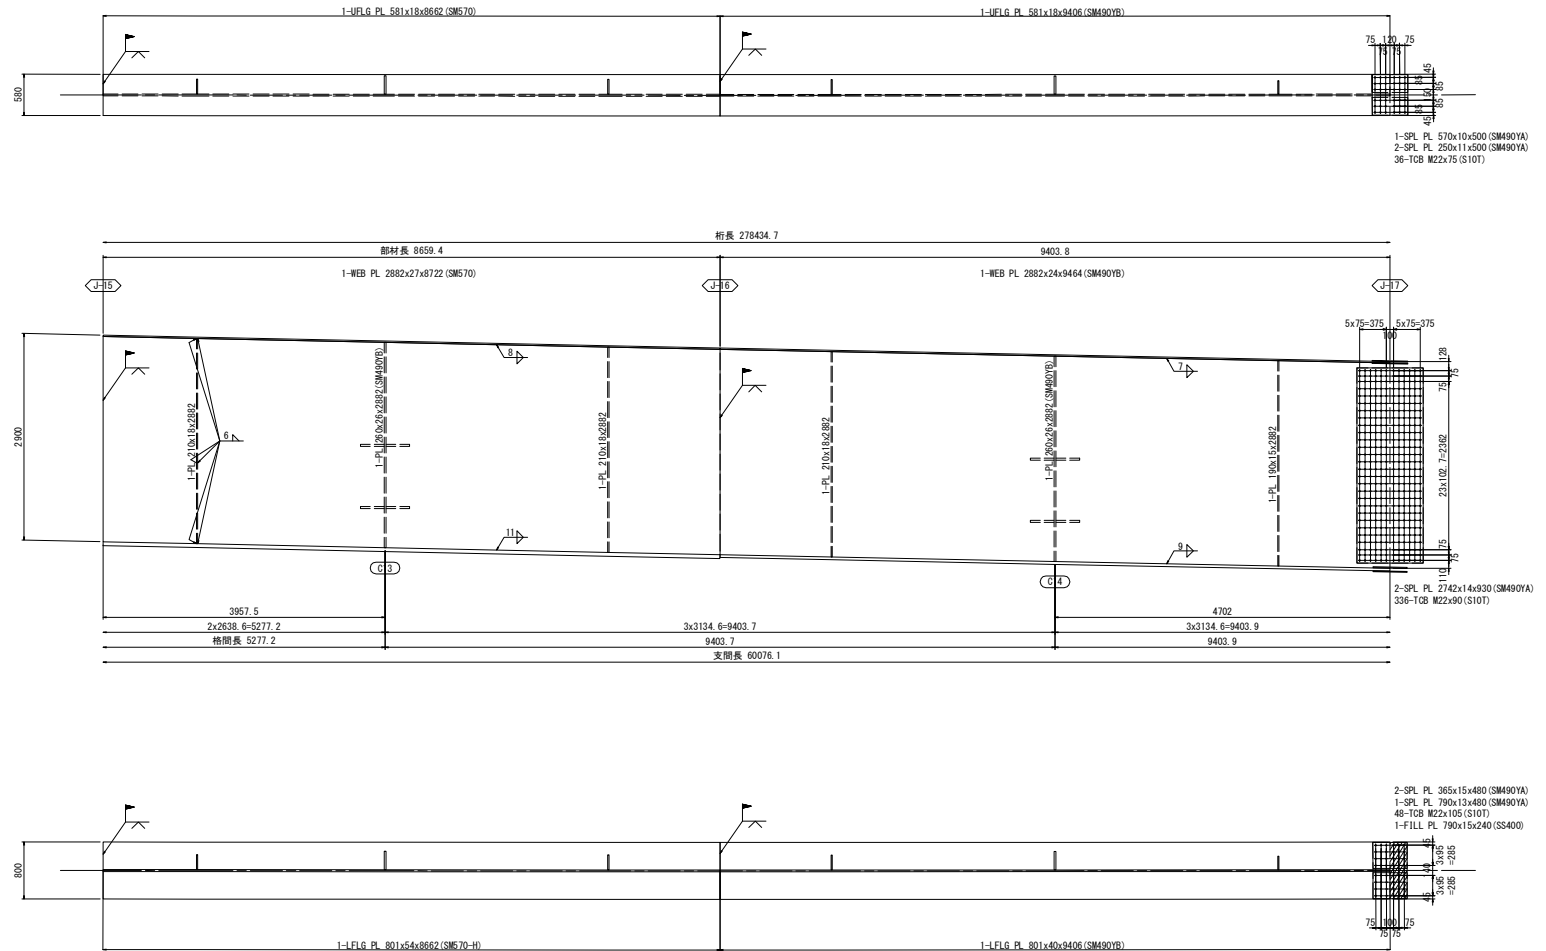 1-UFLG PL 581x18x8662(SM570)
1-UFLG PL 581x18x9406(SM490YB)
75 120 75
75 75
580
45
85
85
150
85
85
45
1-SPL PL 570x10x500(SM490YA)
2-SPL PL 250x11x500(SM490YA)
36-TCB M22x75(S10T)
桁長 278434.7
部材長 8659.4
9403.8
1-WEB PL 2882x27x8722(SM570)
1-WEB PL 2882x24x9464(SM490YB)
J-15
J-16
J-17
5x75=375
5x75=375
100
2900
1-PL 210x18x2882
6
1-PL 260x26x2882(SM490YB)
8
1-PL 210x18x2882
1-PL 210x18x2882
1-PL 260x26x2882(SM490YB)
7
1-PL 190x15x2882
128
75
75
23x102.7=2362
75
75
110
11
9
C 3
C 4
2-SPL PL 2742x14x930(SM490YA)
336-TCB M22x90(S10T)
3957.5
4702
2x2638.6=5277.2
3x3134.6=9403.7
3x3134.6=9403.9
格間長 5277.2
9403.7
9403.9
支間長 60076.1
2-SPL PL 365x15x480(SM490YA)
1-SPL PL 790x13x480(SM490YA)
48-TCB M22x105(S10T)
1-FILL PL 790x15x240(SS400)
800
45
3x95
=285
140
3x95
=285
45
75 100 75
75 75
1-LFLG PL 801x54x8662(SM570-H)
1-LFLG PL 801x40x9406(SM490YB)